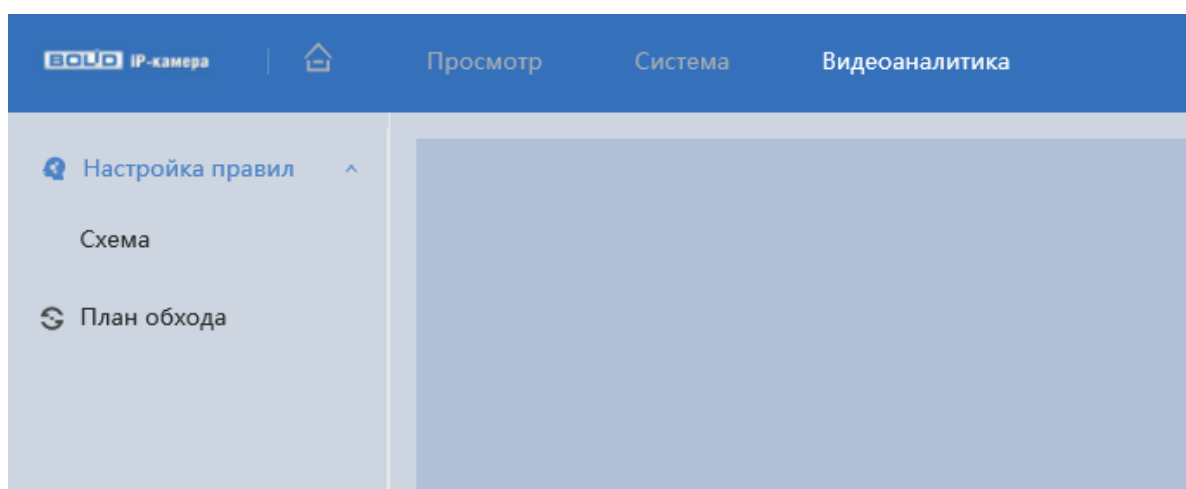 BOLID IP-камера Просмотр Система Видеоаналитика
Настройка правил
Схема
План обхода